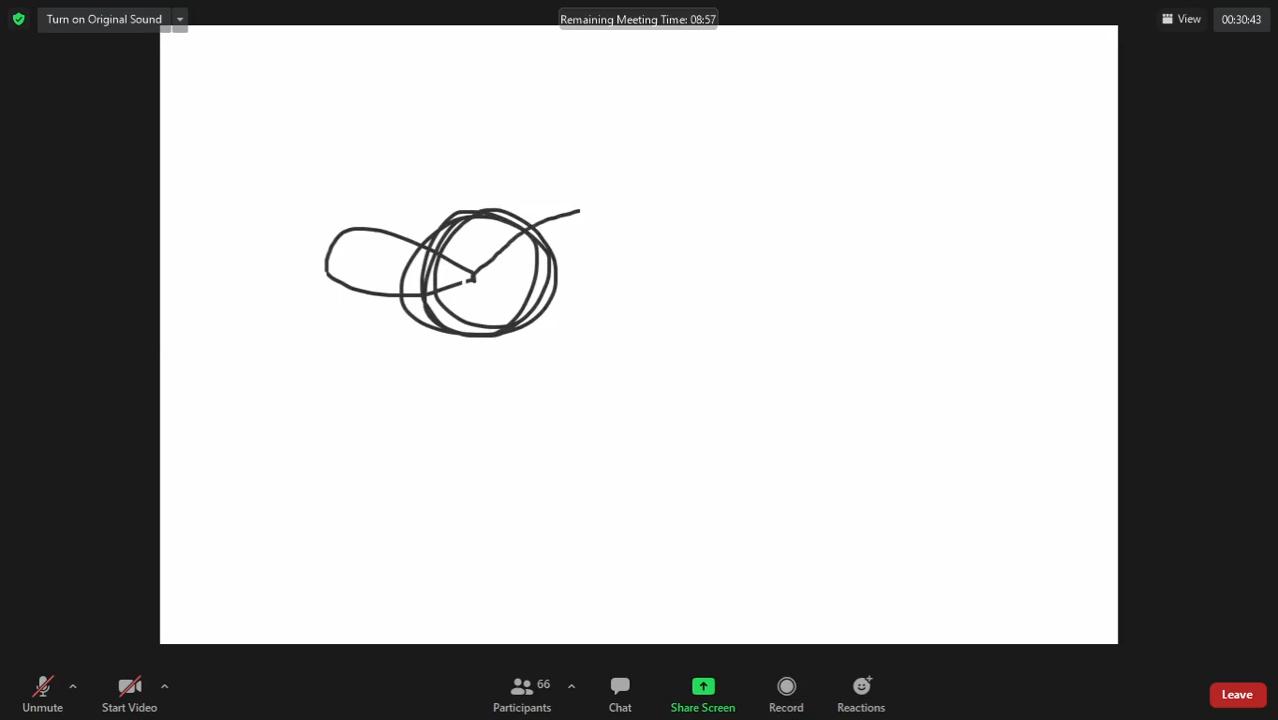 Turn on Original Sound
Remaining Meeting Time: 08:57
View
00:30:43
Unmute
Start Video
66
Participants
Chat
Share Screen
Record
Reactions
Leave